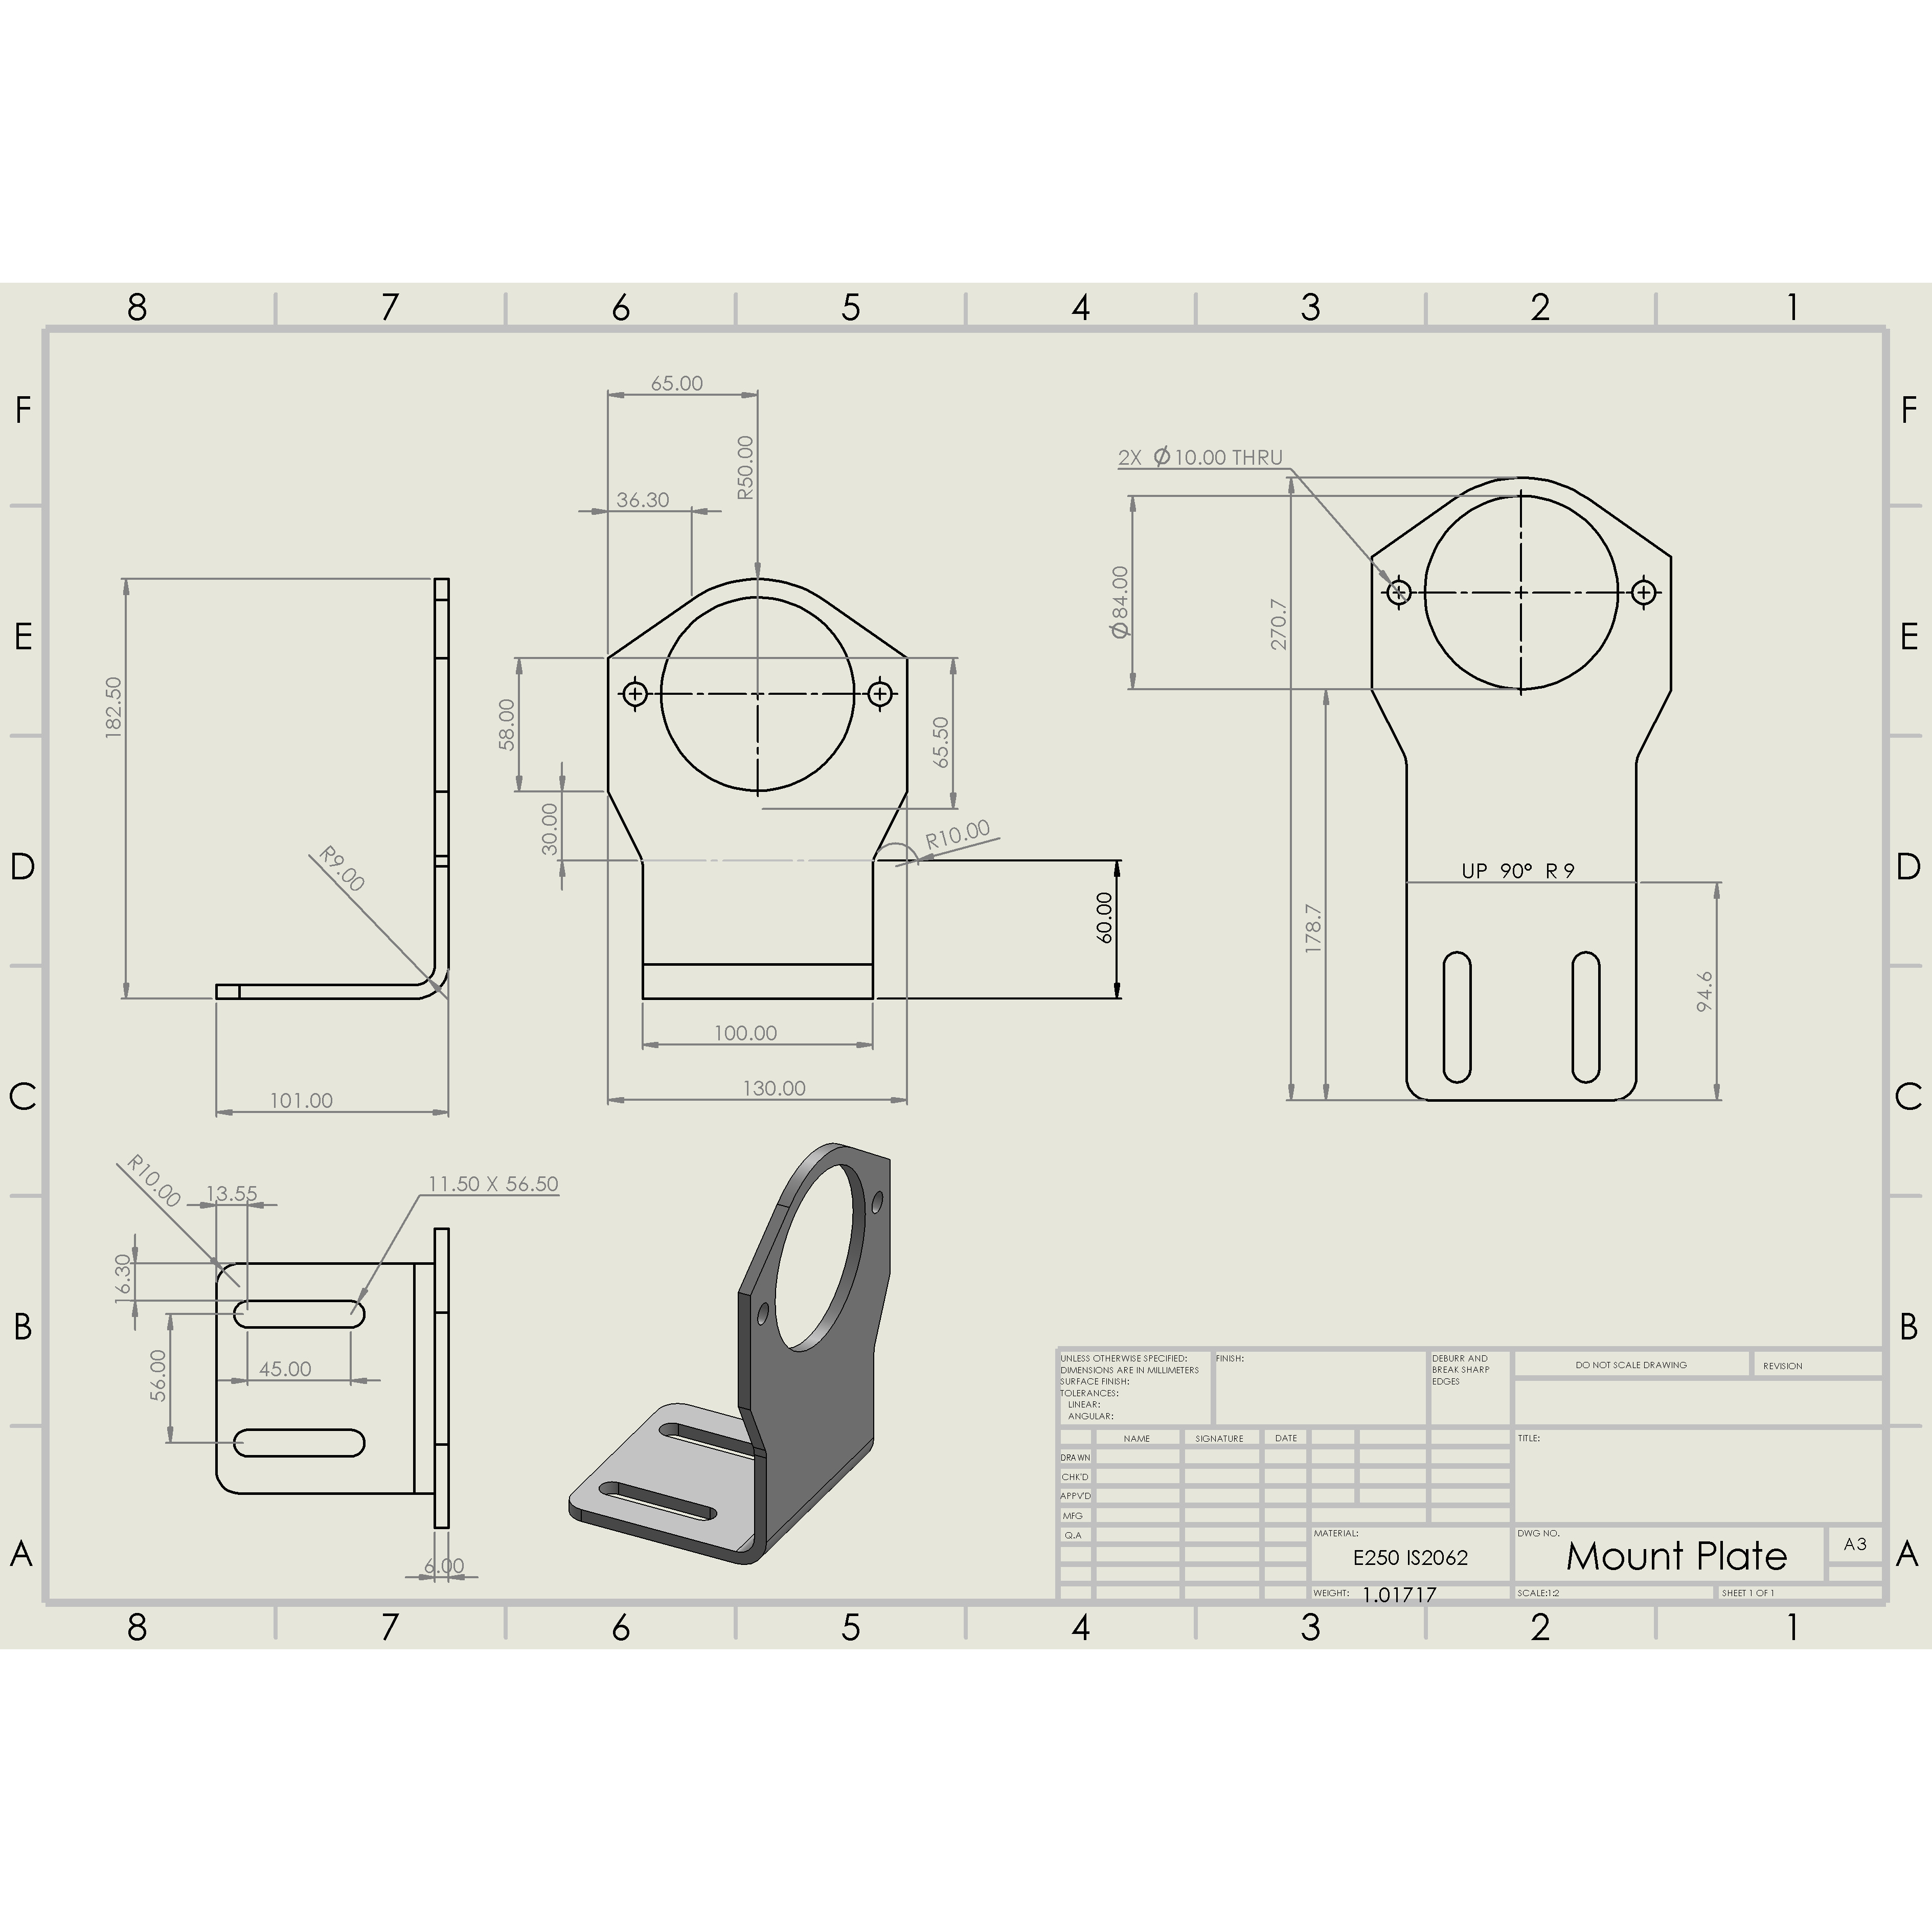 8 7 6 5 4 3 2 1
F F
65.00
R50.00
36.30
2X Ø 10.00 THRU
E E
Ø84.00
270.7
182.50
58.00
65.50
30.00
R10.00
R9.00
D D
UP 90° R 9
60.00
178.7
94.6
100.00
130.00
C C
101.00
R10.00
13.55
11.50 X 56.50
16.30
B B
45.00
56.00
6.00
UNLESS OTHERWISE SPECIFIED:
DIMENSIONS ARE IN MILLIMETERS
SURFACE FINISH:
TOLERANCES:
LINEAR:
ANGULAR:
FINISH:
DEBURR AND
BREAK SHARP
EDGES
DO NOT SCALE DRAWING
REVISION
NAME SIGNATURE DATE
DRAWN
CHK'D
APPV'D
MFG
Q.A
TITLE:
MATERIAL:
E250 IS2062
DWG NO.
Mount Plate
A3
A A
WEIGHT: 1.01717
SCALE:1:2
SHEET 1 OF 1
8 7 6 5 4 3 2 1